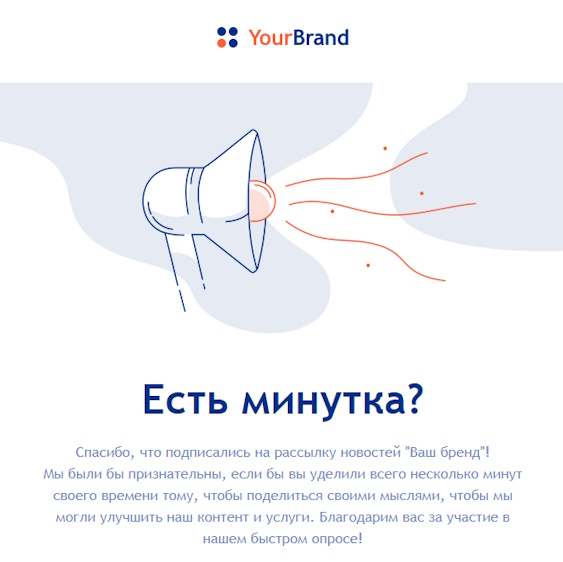 YourBrand
Есть минутка?
Спасибо, что подписались на рассылку новостей "Ваш бренд"!
Мы были бы признательны, если бы вы уделили всего несколько минут
своего времени тому, чтобы поделиться своими мыслями, чтобы мы
могли улучшить наш контент и услуги. Благодарим вас за участие в
нашем быстром опросе!